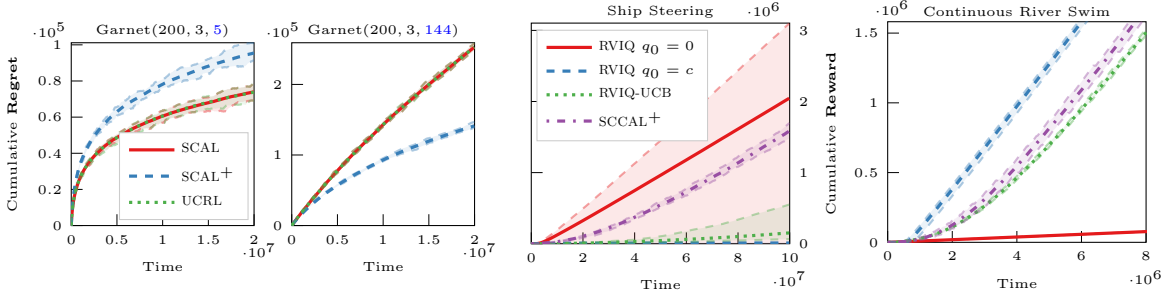 Garnet(200, 3, 5)
Cumulative Regret
·10^5
1
0.8
0.6
0.4
0.2
0
SCAL
SCAL+
UCRL
0
0.5
1
1.5
2
·10^7
Time
Garnet(200, 3, 144)
·10^5
2
1
0
0
0.5
1
1.5
2
·10^7
Time
Ship Steering
·10^6
3
2
1
0
RVIQ q0 = 0
RVIQ q0 = c
RVIQ-UCB
SCCAL+
0
2
4
6
8
10
·10^7
Time
Continuous River Swim
Cumulative Reward
·10^6
1.5
1
0.5
0
0
2
4
6
8
·10^6
Time